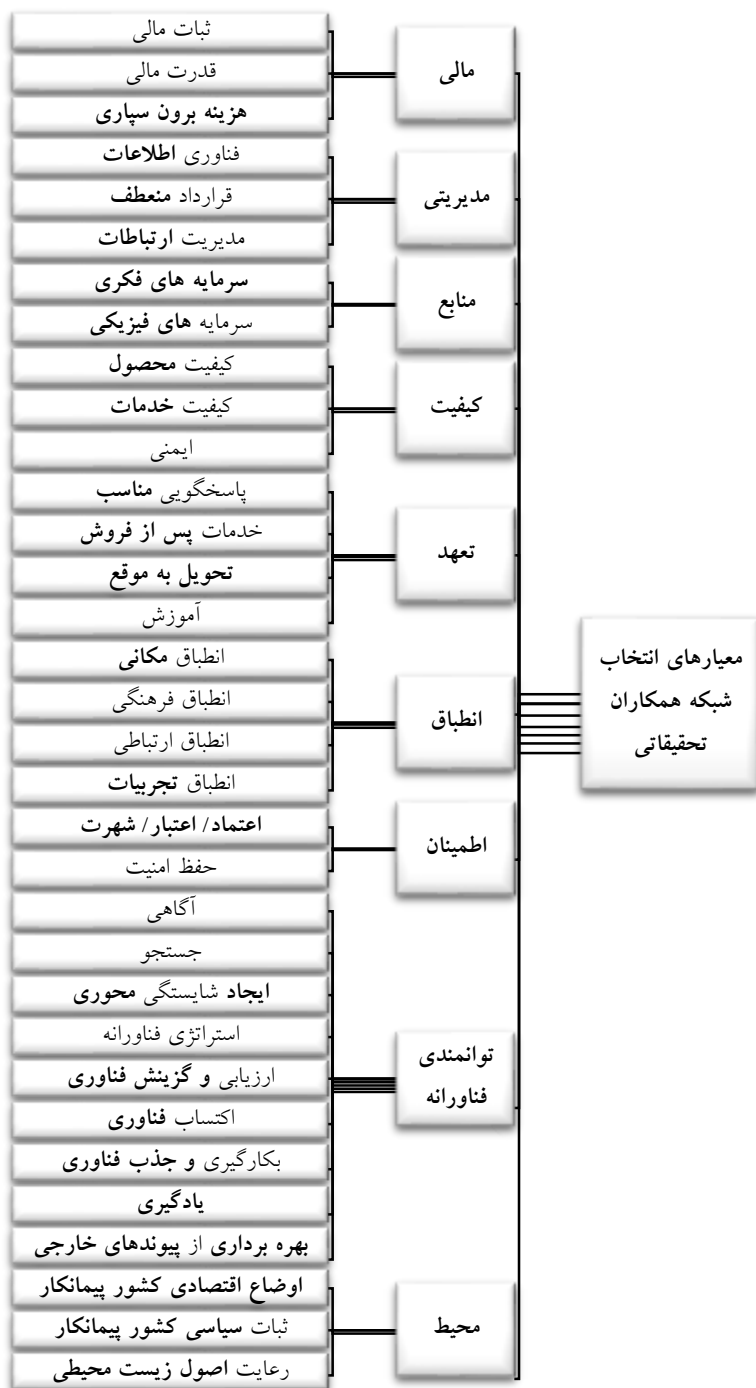 معیارهای انتخاب
شبکه همکاران
تحقیقاتی
مالی
ثبات مالی
قدرت مالی
هزینه برون سپاری
مدیریتی
فناوری اطلاعات
قرارداد منعطف
مدیریت ارتباطات
منابع
سرمایه های فکری
سرمایه های فیزیکی
کیفیت
کیفیت محصول
کیفیت خدمات
ایمنی
تعهد
پاسخگویی مناسب
خدمات پس از فروش
تحویل به موقع
آموزش
انطباق
انطباق مکانی
انطباق فرهنگی
انطباق ارتباطی
انطباق تجربیات
اطمینان
اعتماد/ اعتبار/ شهرت
حفظ امنیت
توانمندی
فناورانه
آگاهی
جستجو
ایجاد شایستگی محوری
استراتژی فناورانه
ارزیابی و گزینش فناوری
اکتساب فناوری
بکارگیری و جذب فناوری
یادگیری
بهره برداری از پیوندهای خارجی
محیط
اوضاع اقتصادی کشور پیمانکار
ثبات سیاسی کشور پیمانکار
رعایت اصول زیست محیطی